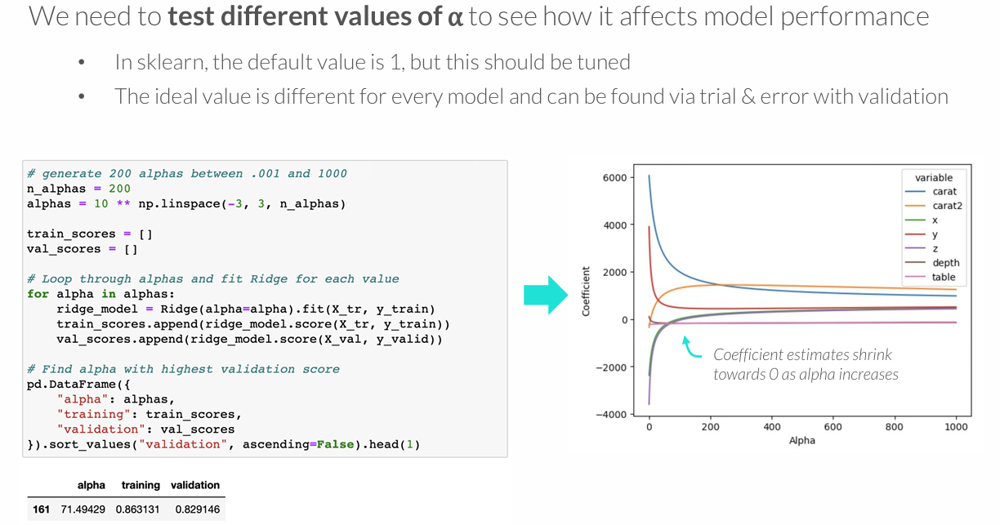 We need to test different values of α to see how it affects model performance
• In sklearn, the default value is 1, but this should be tuned
• The ideal value is different for every model and can be found via trial & error with validation
# generate 200 alphas between .001 and 1000
n_alphas = 200
alphas = 10 ** np.linspace(-3, 3, n_alphas)
train_scores = []
val_scores = []
# Loop through alphas and fit Ridge for each value
for alpha in alphas:
    ridge_model = Ridge(alpha=alpha).fit(X_tr, y_train)
    train_scores.append(ridge_model.score(X_tr, y_train))
    val_scores.append(ridge_model.score(X_val, y_valid))
# Find alpha with highest validation score
pd.DataFrame({
    "alpha": alphas,
    "training": train_scores,
    "validation": val_scores
}).sort_values("validation", ascending=False).head(1)
alpha training validation
161 71.49429 0.863131 0.829146
6000
4000
2000
0
−2000
−4000
Coefficient
0 200 400 600 800 1000
Alpha
variable
carat
carat2
x
y
z
depth
table
Coefficient estimates shrink
towards 0 as alpha increases